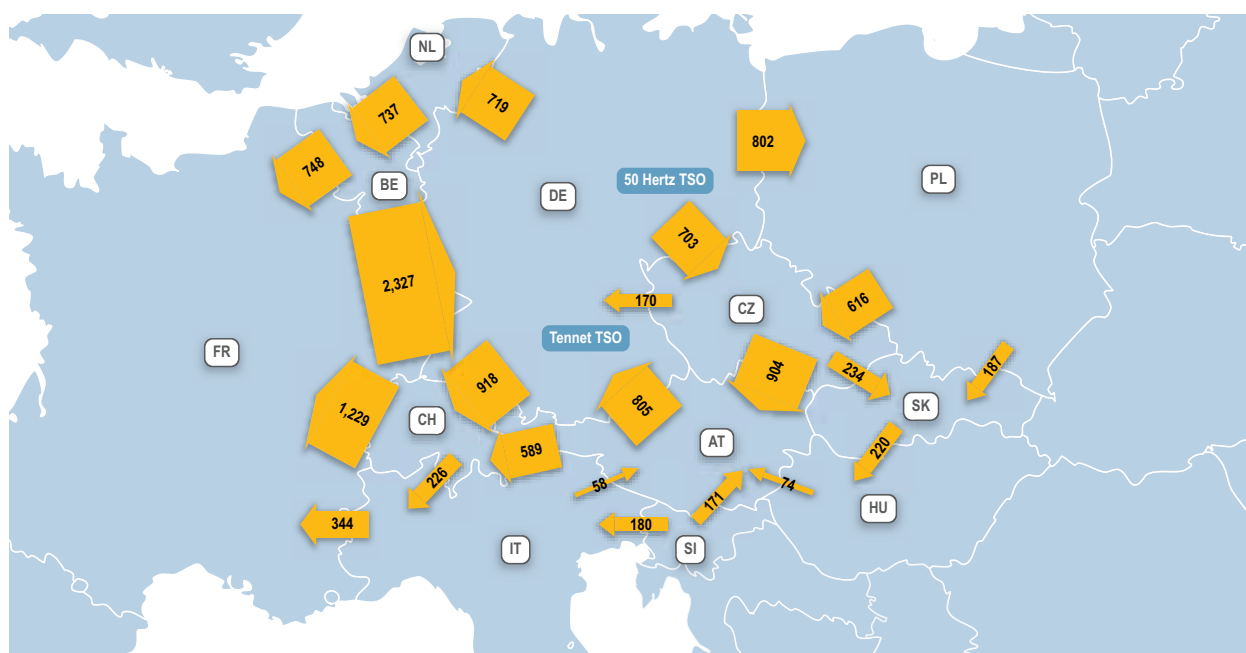 NL
719
737
802
748
BE
DE
50 Hertz TSO
PL
703
2,327
170
CZ
616
Tennet TSO
FR
904
234
187
918
805
SK
1,229
CH
AT
220
589
226
58
171
74
HU
344
180
SI
IT